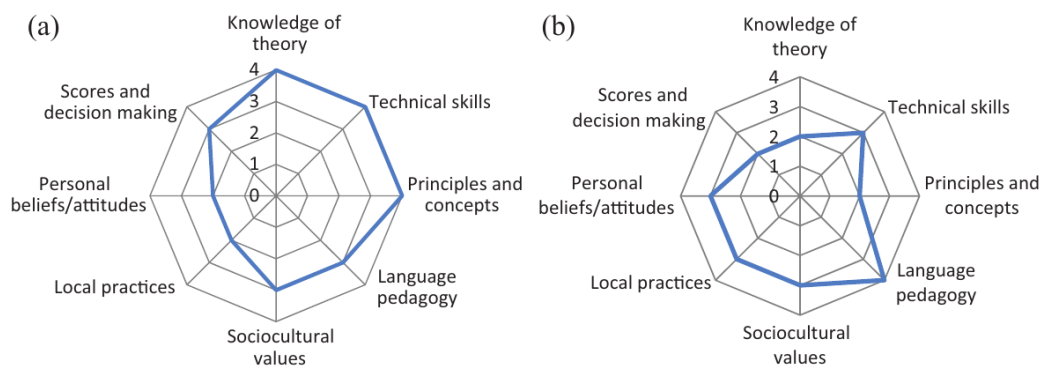 (a)
Knowledge of
theory
4
3
2
1
0
Technical skills
Principles and
concepts
Language
pedagogy
Sociocultural
values
Local practices
Personal
beliefs/attitudes
Scores and
decision making
(b)
Knowledge of
theory
4
3
2
1
0
Technical skills
Principles and
concepts
Language
pedagogy
Sociocultural
values
Local practices
Personal
beliefs/attitudes
Scores and
decision making